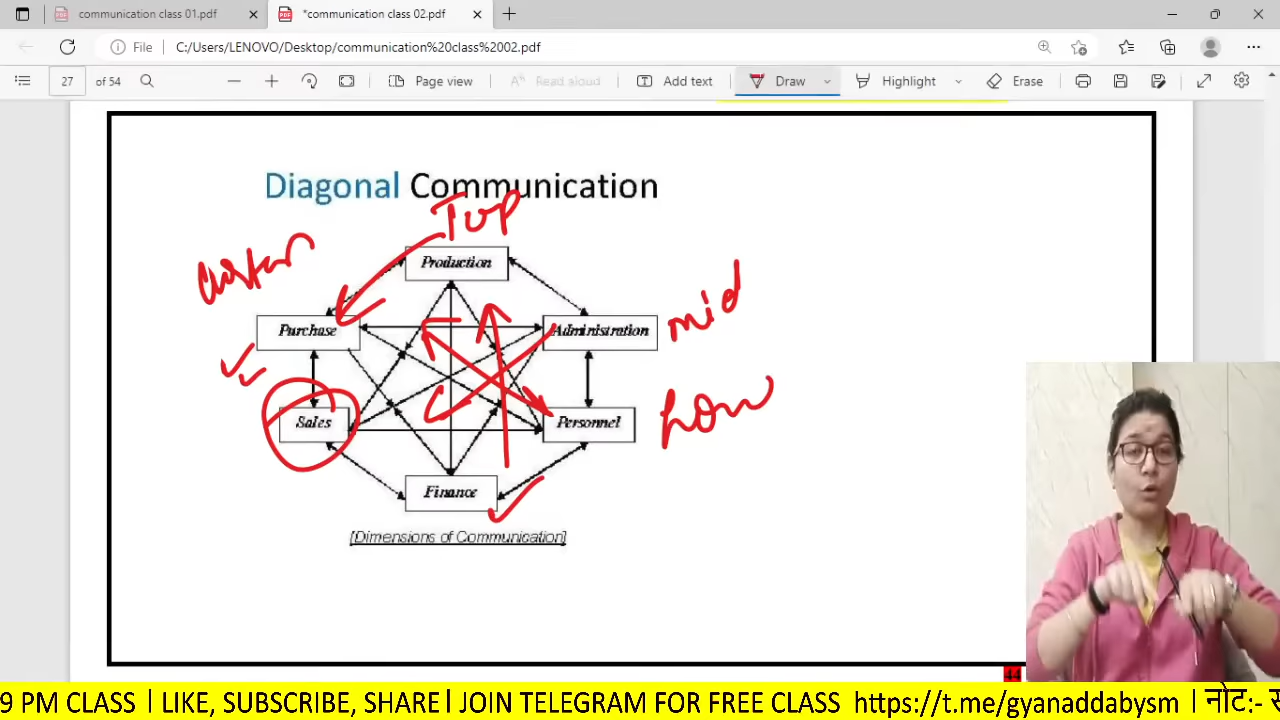 communication class 01.pdf
*communication class 02.pdf
File C:/Users/LENOVO/Desktop/communication%20class%2002.pdf
27 of 54 Page view Read aloud Add text Draw Highlight Erase
Diagonal Communication
Top
Production
Purchase
Administration
mid
Sales
Personnel
Low
Finance
[Dimensions of Communication]
44
9 PM CLASS । LIKE, SUBSCRIBE, SHARE। JOIN TELEGRAM FOR FREE CLASS https://t.me/gyanaddabysm । नोट:-